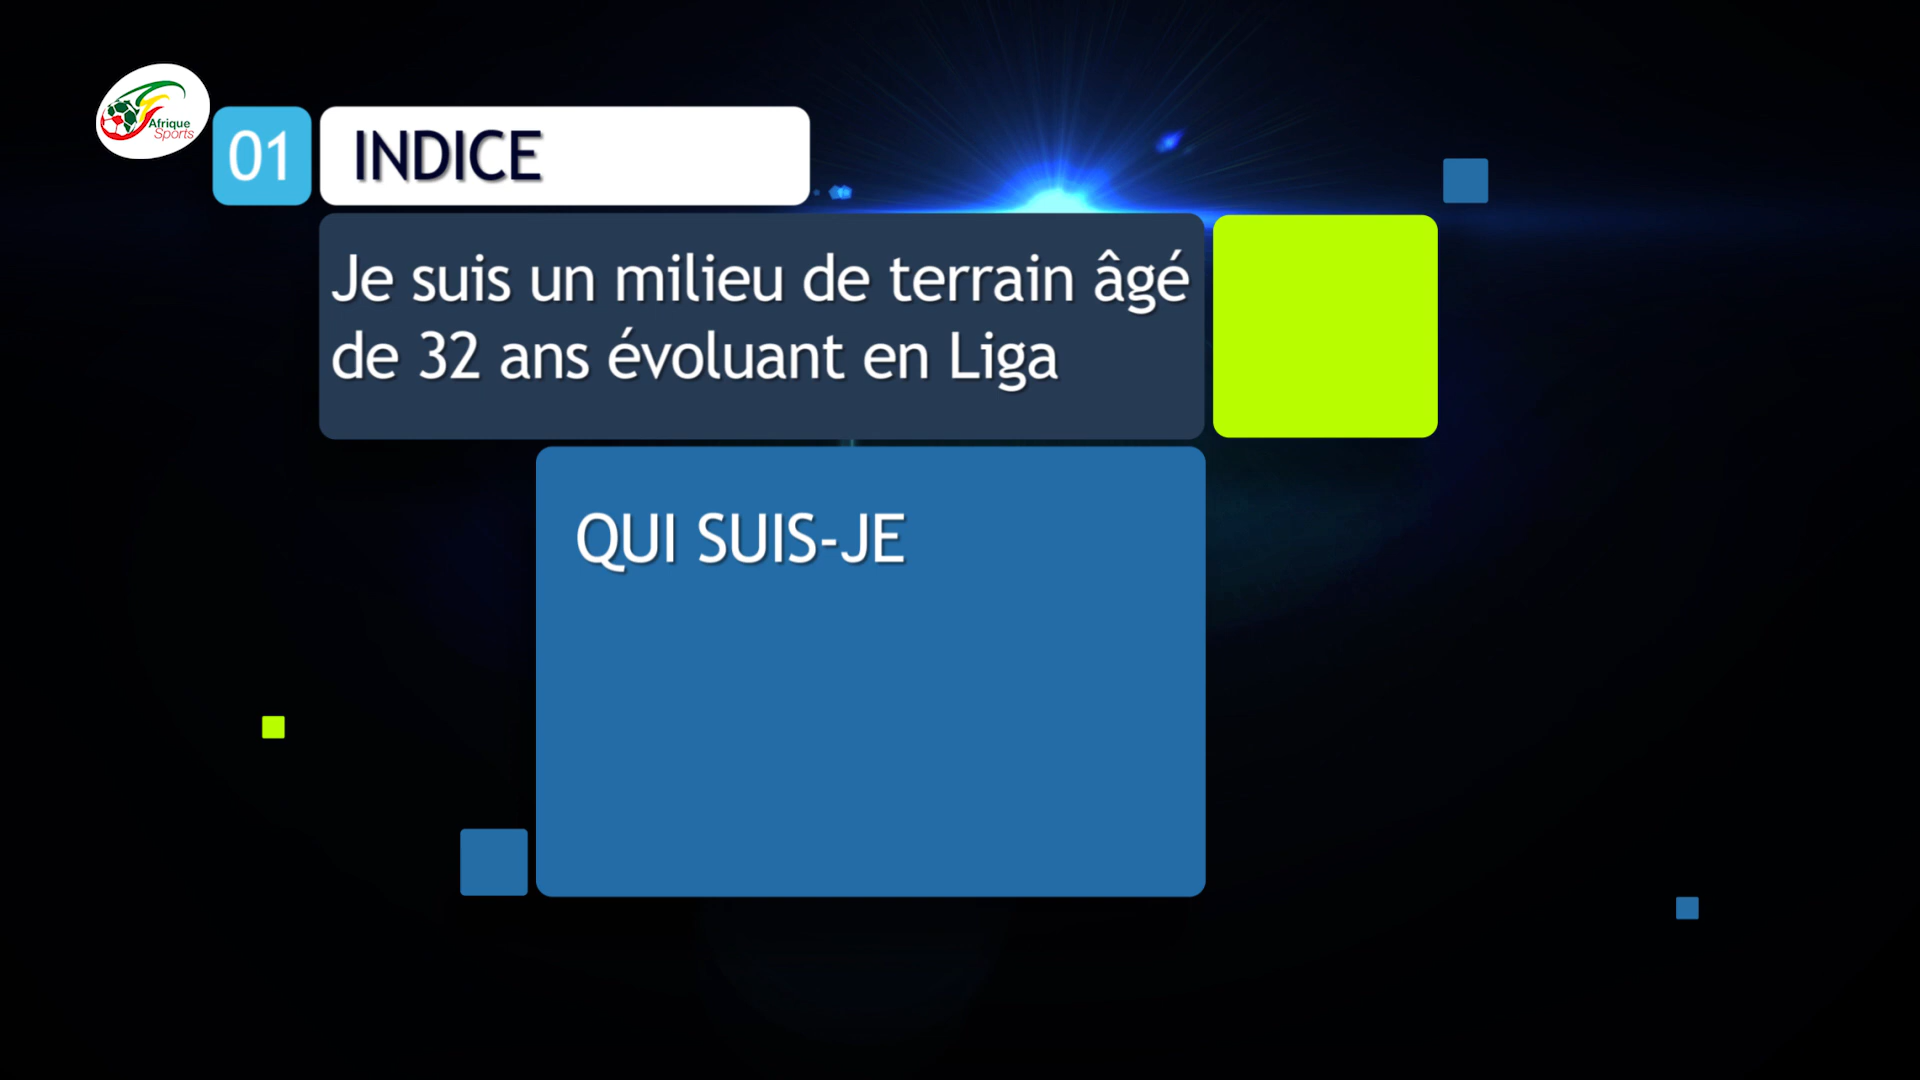 Afrique
Sports
01 INDICE
Je suis un milieu de terrain âgé
de 32 ans évoluant en Liga
QUI SUIS-JE